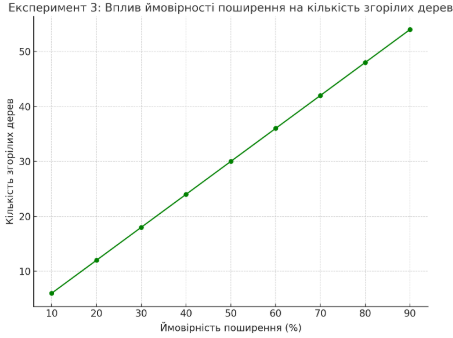 Експеримент 3: Вплив ймовірності поширення на кількість згорілих дерев
Кількість згорілих дерев
50
40
30
20
10
10 20 30 40 50 60 70 80 90
Ймовірність поширення (%)